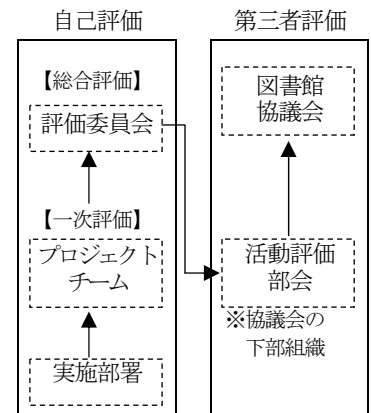 自己評価
【総合評価】
評価委員会
【一次評価】
プロジェクト
チーム
実施部署
第三者評価
図書館
協議会
活動評価
部会
※協議会の
下部組織